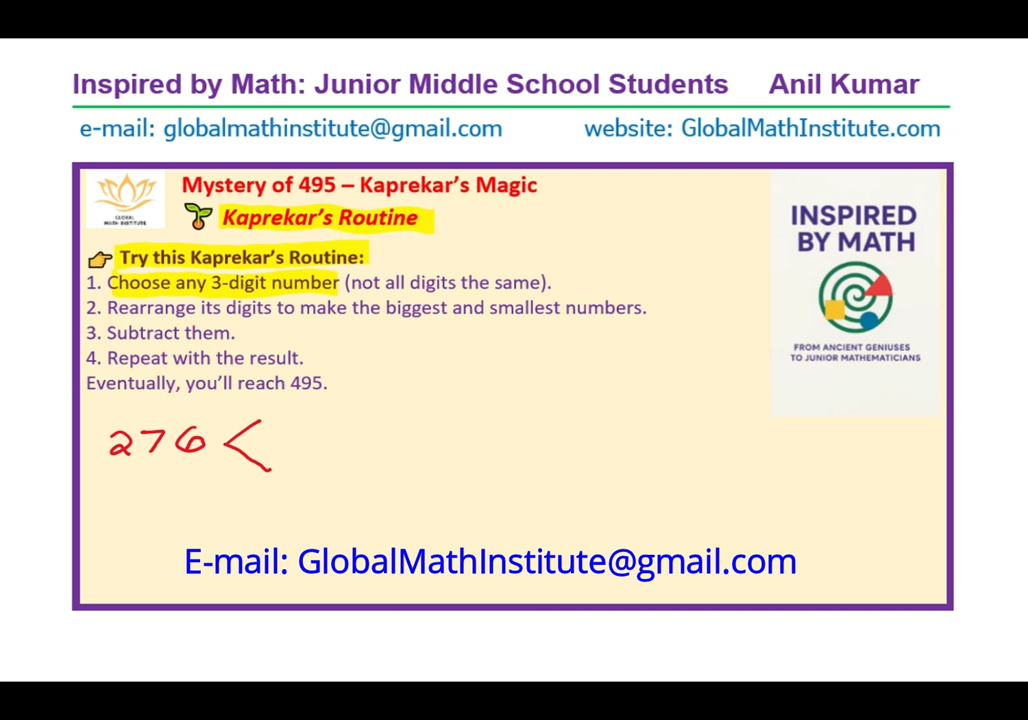 Inspired by Math: Junior Middle School Students Anil Kumar
e-mail: globalmathinstitute@gmail.com website: GlobalMathInstitute.com
GLOBAL
MATH INSTITUTE
Mystery of 495 – Kaprekar's Magic
Kaprekar's Routine
Try this Kaprekar's Routine:
1. Choose any 3-digit number (not all digits the same).
2. Rearrange its digits to make the biggest and smallest numbers.
3. Subtract them.
4. Repeat with the result.
Eventually, you'll reach 495.
276 <
INSPIRED
BY MATH
FROM ANCIENT GENIUSES
TO JUNIOR MATHEMATICIANS
E-mail: GlobalMathInstitute@gmail.com